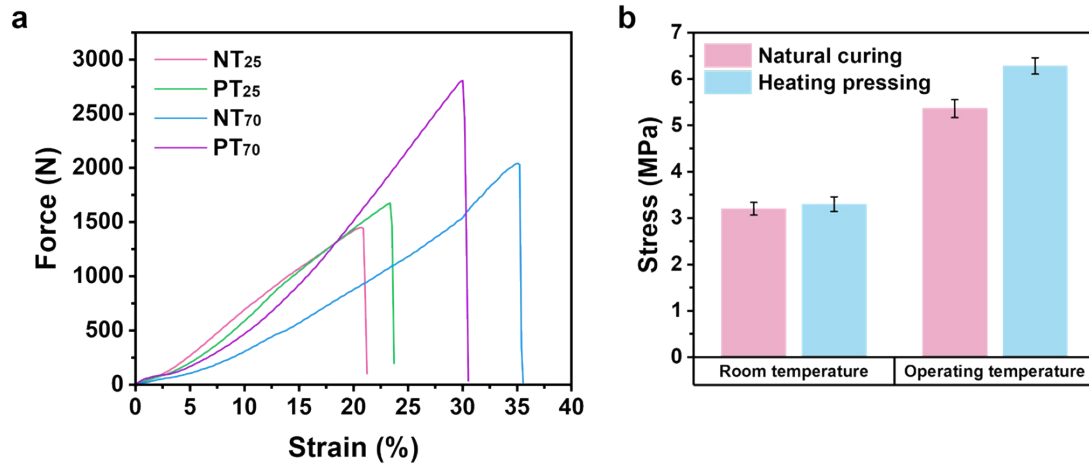 a
3000
2500
2000
1500
1000
500
0
Force (N)
NT25
PT25
NT70
PT70
0 5 10 15 20 25 30 35 40
Strain (%)
b
7
6
5
4
3
2
1
0
Stress (MPa)
Natural curing
Heating pressing
Room temperature Operating temperature